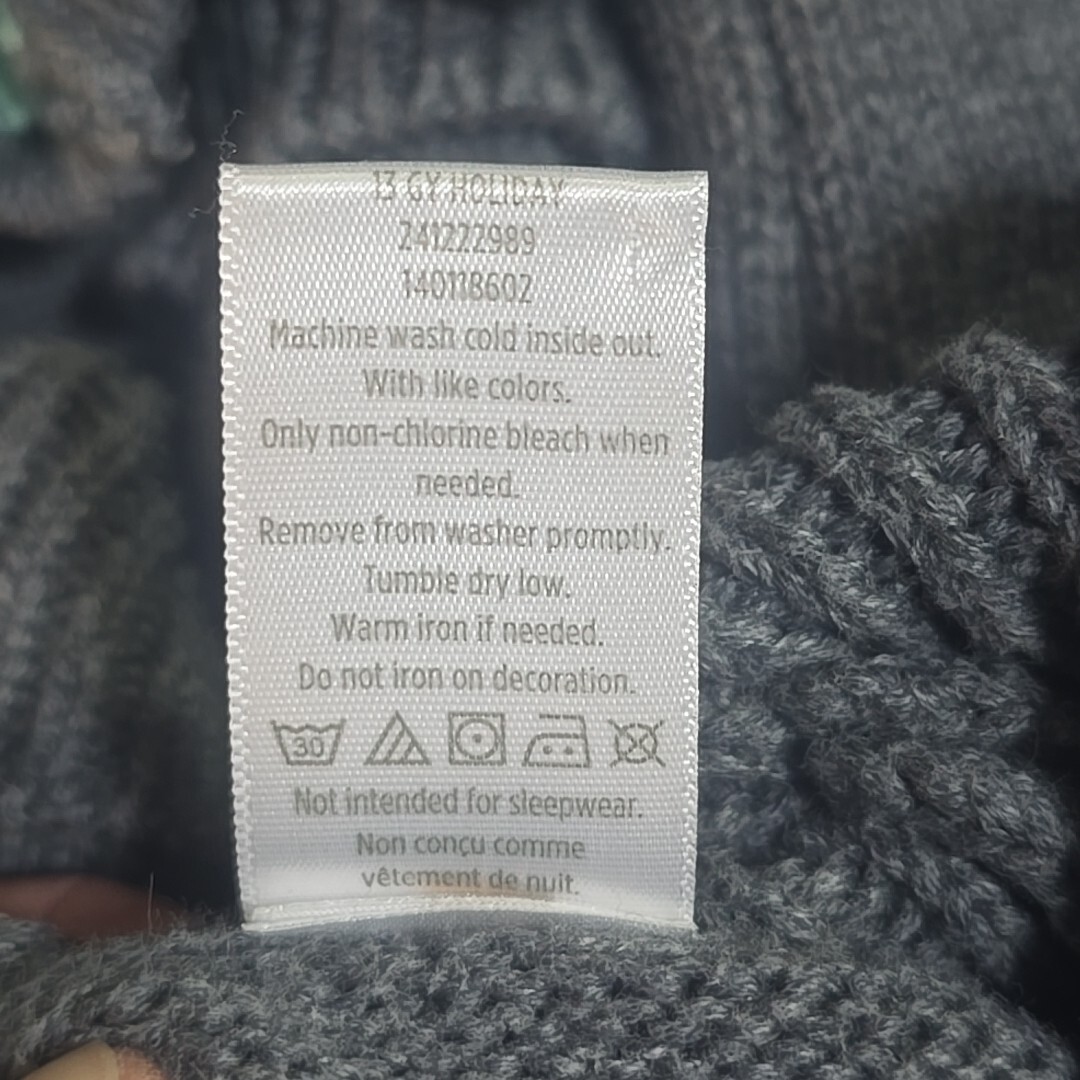 13 GY HOLIDAY
241222989
140118602
Machine wash cold inside out.
With like colors.
Only non-chlorine bleach when
needed.
Remove from washer promptly.
Tumble dry low.
Warm iron if needed.
Do not iron on decoration.
30
Not intended for sleepwear.
Non conçu comme
vêtement de nuit.